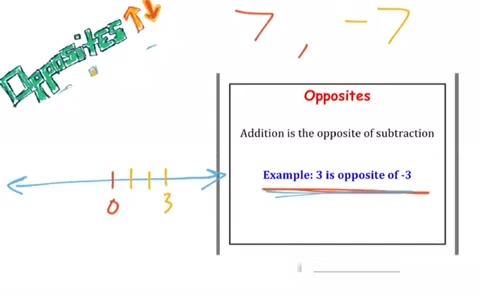 Opposites
7, -7
Opposites
Addition is the opposite of subtraction
Example: 3 is opposite of -3
0 3